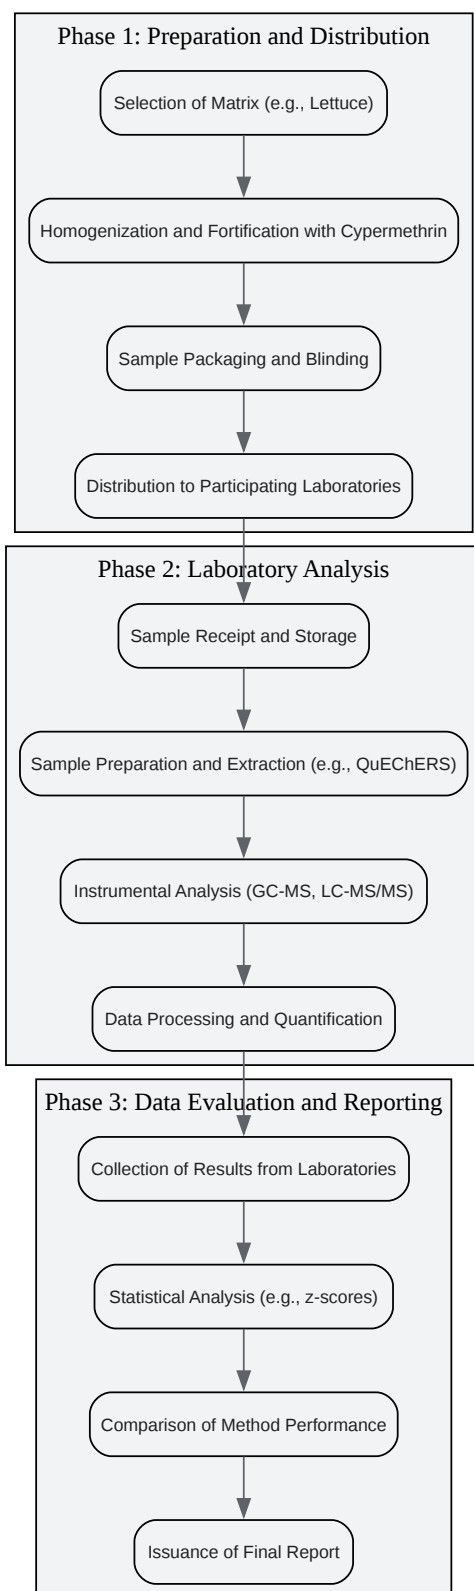 Phase 1: Preparation and Distribution
Selection of Matrix (e.g., Lettuce)
Homogenization and Fortification with Cypermethrin
Sample Packaging and Blinding
Distribution to Participating Laboratories
Phase 2: Laboratory Analysis
Sample Receipt and Storage
Sample Preparation and Extraction (e.g., QuEChERS)
Instrumental Analysis (GC-MS, LC-MS/MS)
Data Processing and Quantification
Phase 3: Data Evaluation and Reporting
Collection of Results from Laboratories
Statistical Analysis (e.g., z-scores)
Comparison of Method Performance
Issuance of Final Report